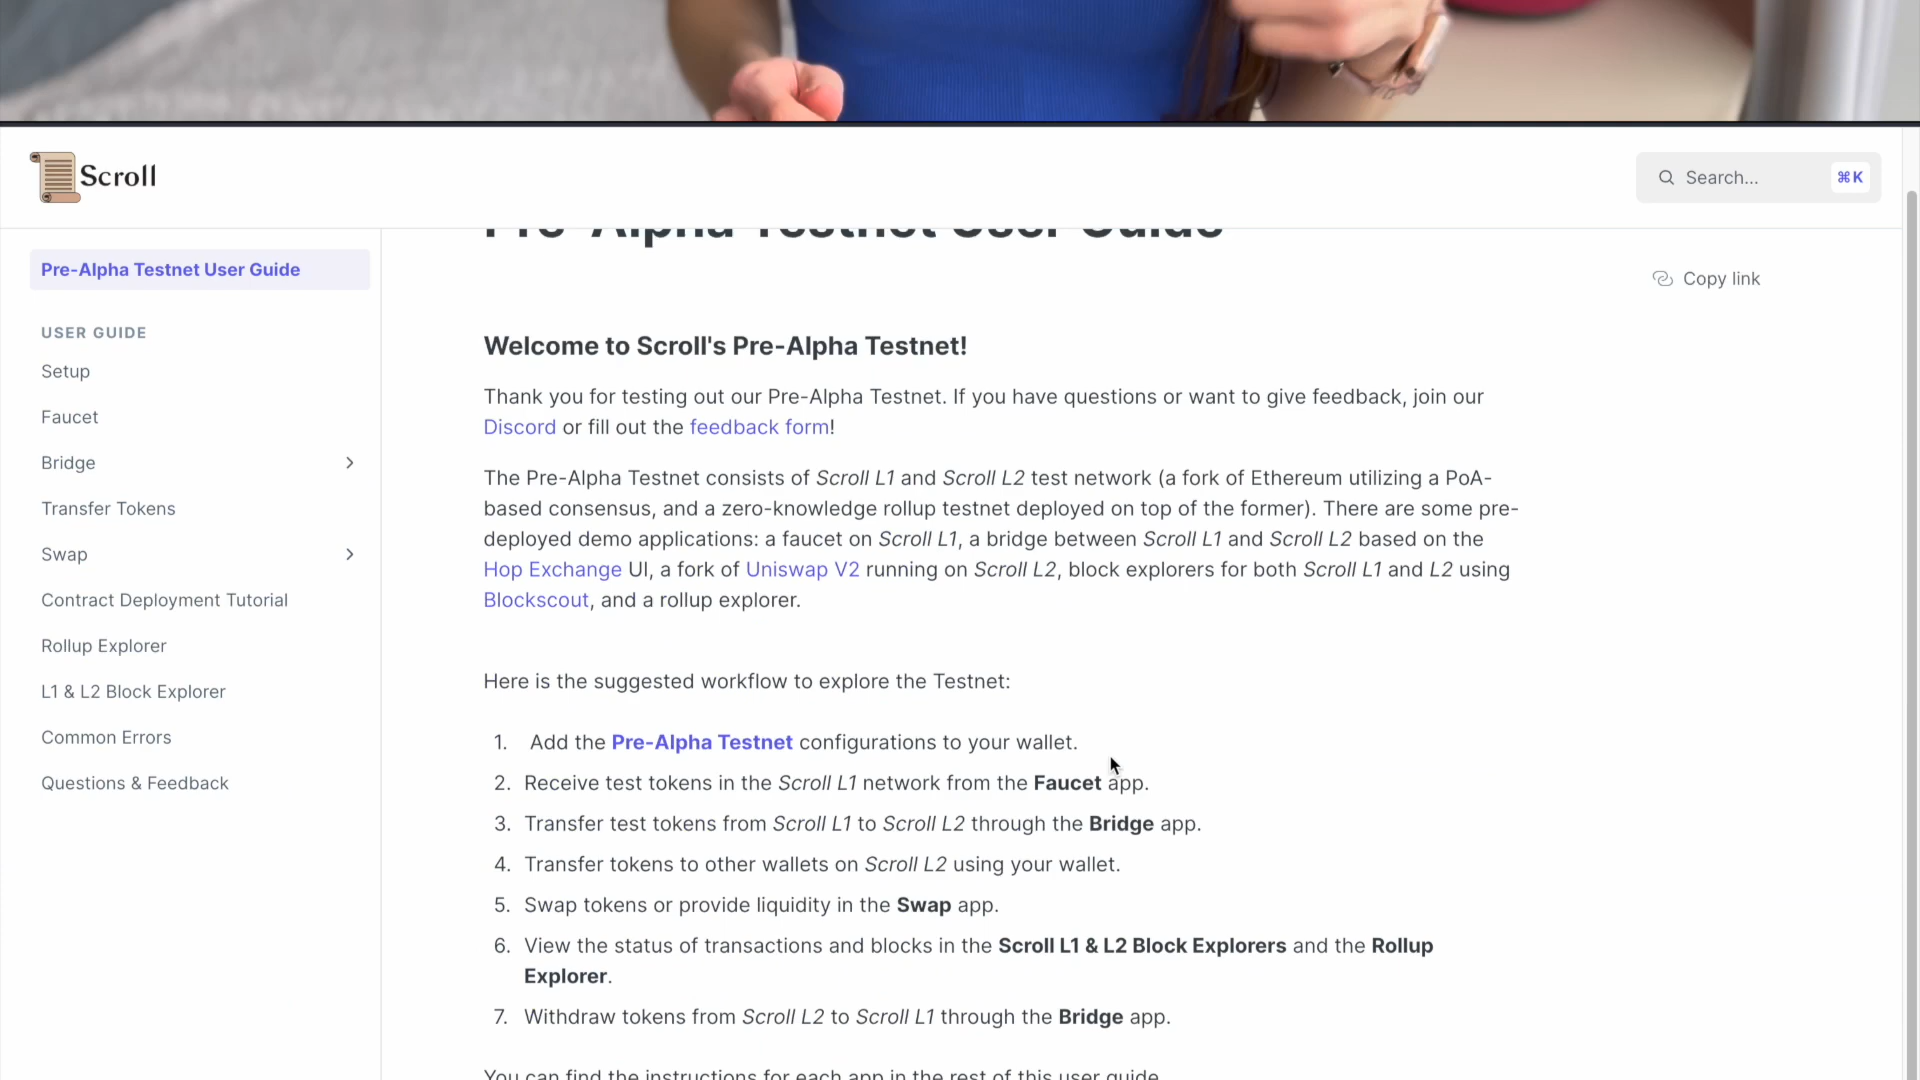 Scroll
Search...
⌘K
Pre-Alpha Testnet User Guide
Pre-Alpha Testnet User Guide
Copy link
USER GUIDE
Setup
Faucet
Bridge
Transfer Tokens
Swap
Contract Deployment Tutorial
Rollup Explorer
L1 & L2 Block Explorer
Common Errors
Questions & Feedback
Welcome to Scroll's Pre-Alpha Testnet!
Thank you for testing out our Pre-Alpha Testnet. If you have questions or want to give feedback, join our
Discord or fill out the feedback form!
The Pre-Alpha Testnet consists of Scroll L1 and Scroll L2 test network (a fork of Ethereum utilizing a PoA-
based consensus, and a zero-knowledge rollup testnet deployed on top of the former). There are some pre-
deployed demo applications: a faucet on Scroll L1, a bridge between Scroll L1 and Scroll L2 based on the
Hop Exchange UI, a fork of Uniswap V2 running on Scroll L2, block explorers for both Scroll L1 and L2 using
Blockscout, and a rollup explorer.
Here is the suggested workflow to explore the Testnet:
1. Add the Pre-Alpha Testnet configurations to your wallet.
2. Receive test tokens in the Scroll L1 network from the Faucet app.
3. Transfer test tokens from Scroll L1 to Scroll L2 through the Bridge app.
4. Transfer tokens to other wallets on Scroll L2 using your wallet.
5. Swap tokens or provide liquidity in the Swap app.
6. View the status of transactions and blocks in the Scroll L1 & L2 Block Explorers and the Rollup
Explorer.
7. Withdraw tokens from Scroll L2 to Scroll L1 through the Bridge app.
You can find the instructions for each app in the rest of this user guide.